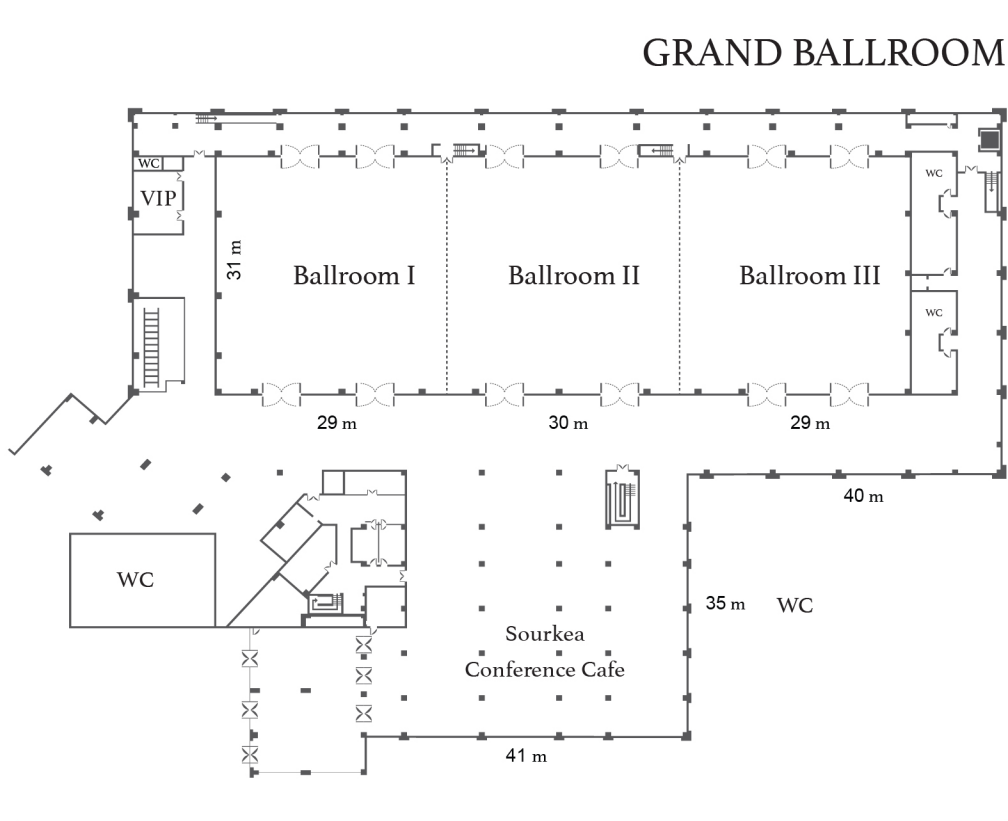 GRAND BALLROOM
WC
VIP
WC
31 m
Ballroom I
Ballroom II
Ballroom III
WC
29 m
30 m
29 m
40 m
WC
35 m
WC
Sourkea
Conference Cafe
41 m